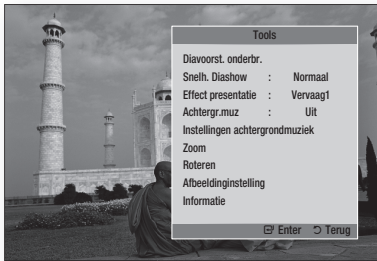 Tools
Diavoorst. onderbr.
Snelh. Diashow : Normaal
Effect presentatie : Vervaag1
Achtergr.muz : Uit
Instellingen achtergrondmuziek
Zoom
Roteren
Afbeeldinginstelling
Informatie
Enter Terug